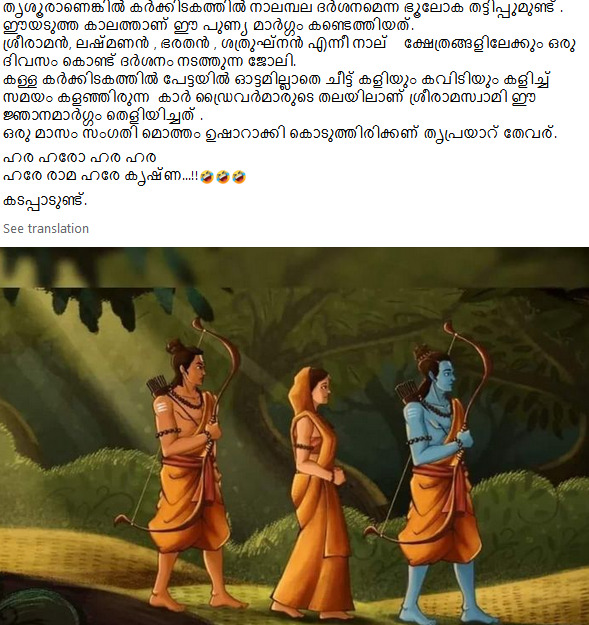 തൃശൂരാണെങ്കിൽ കർക്കിടകത്തിൽ നാലമ്പല ദർശനമെന്ന ഭൂലോക തട്ടിപ്പുമുണ്ട് .
ഈയടുത്ത കാലത്താണ് ഈ പുണ്യ മാർഗ്ഗം കണ്ടെത്തിയത്.
ശ്രീരാമൻ, ലഷ്മണൻ , ഭരതൻ , ശത്രുഘ്നൻ എന്നീ നാല് ക്ഷേത്രങ്ങളിലേക്കും ഒരു
ദിവസം കൊണ്ട് ദർശനം നടത്തുന്ന ജോലി.
കള്ള കർക്കിടകത്തിൽ പേട്ടയിൽ ഓട്ടമില്ലാതെ ചീട്ട് കളിയും കവിടിയും കളിച്ച്
സമയം കളഞ്ഞിരുന്ന കാർ ഡ്രൈവർമാരുടെ തലയിലാണ് ശ്രീരാമസ്വാമി ഈ
ജ്ഞാനമാർഗ്ഗം തെളിയിച്ചത് .
ഒരു മാസം സംഗതി മൊത്തം ഉഷാറാക്കി കൊടുത്തിരിക്കണ് തൃപ്രയാറ് തേവര്.
ഹര ഹരോ ഹര ഹര
ഹരേ രാമ ഹരേ കൃഷ്ണ...!!🤣🤣🤣
കടപ്പാടുണ്ട്.
See translation